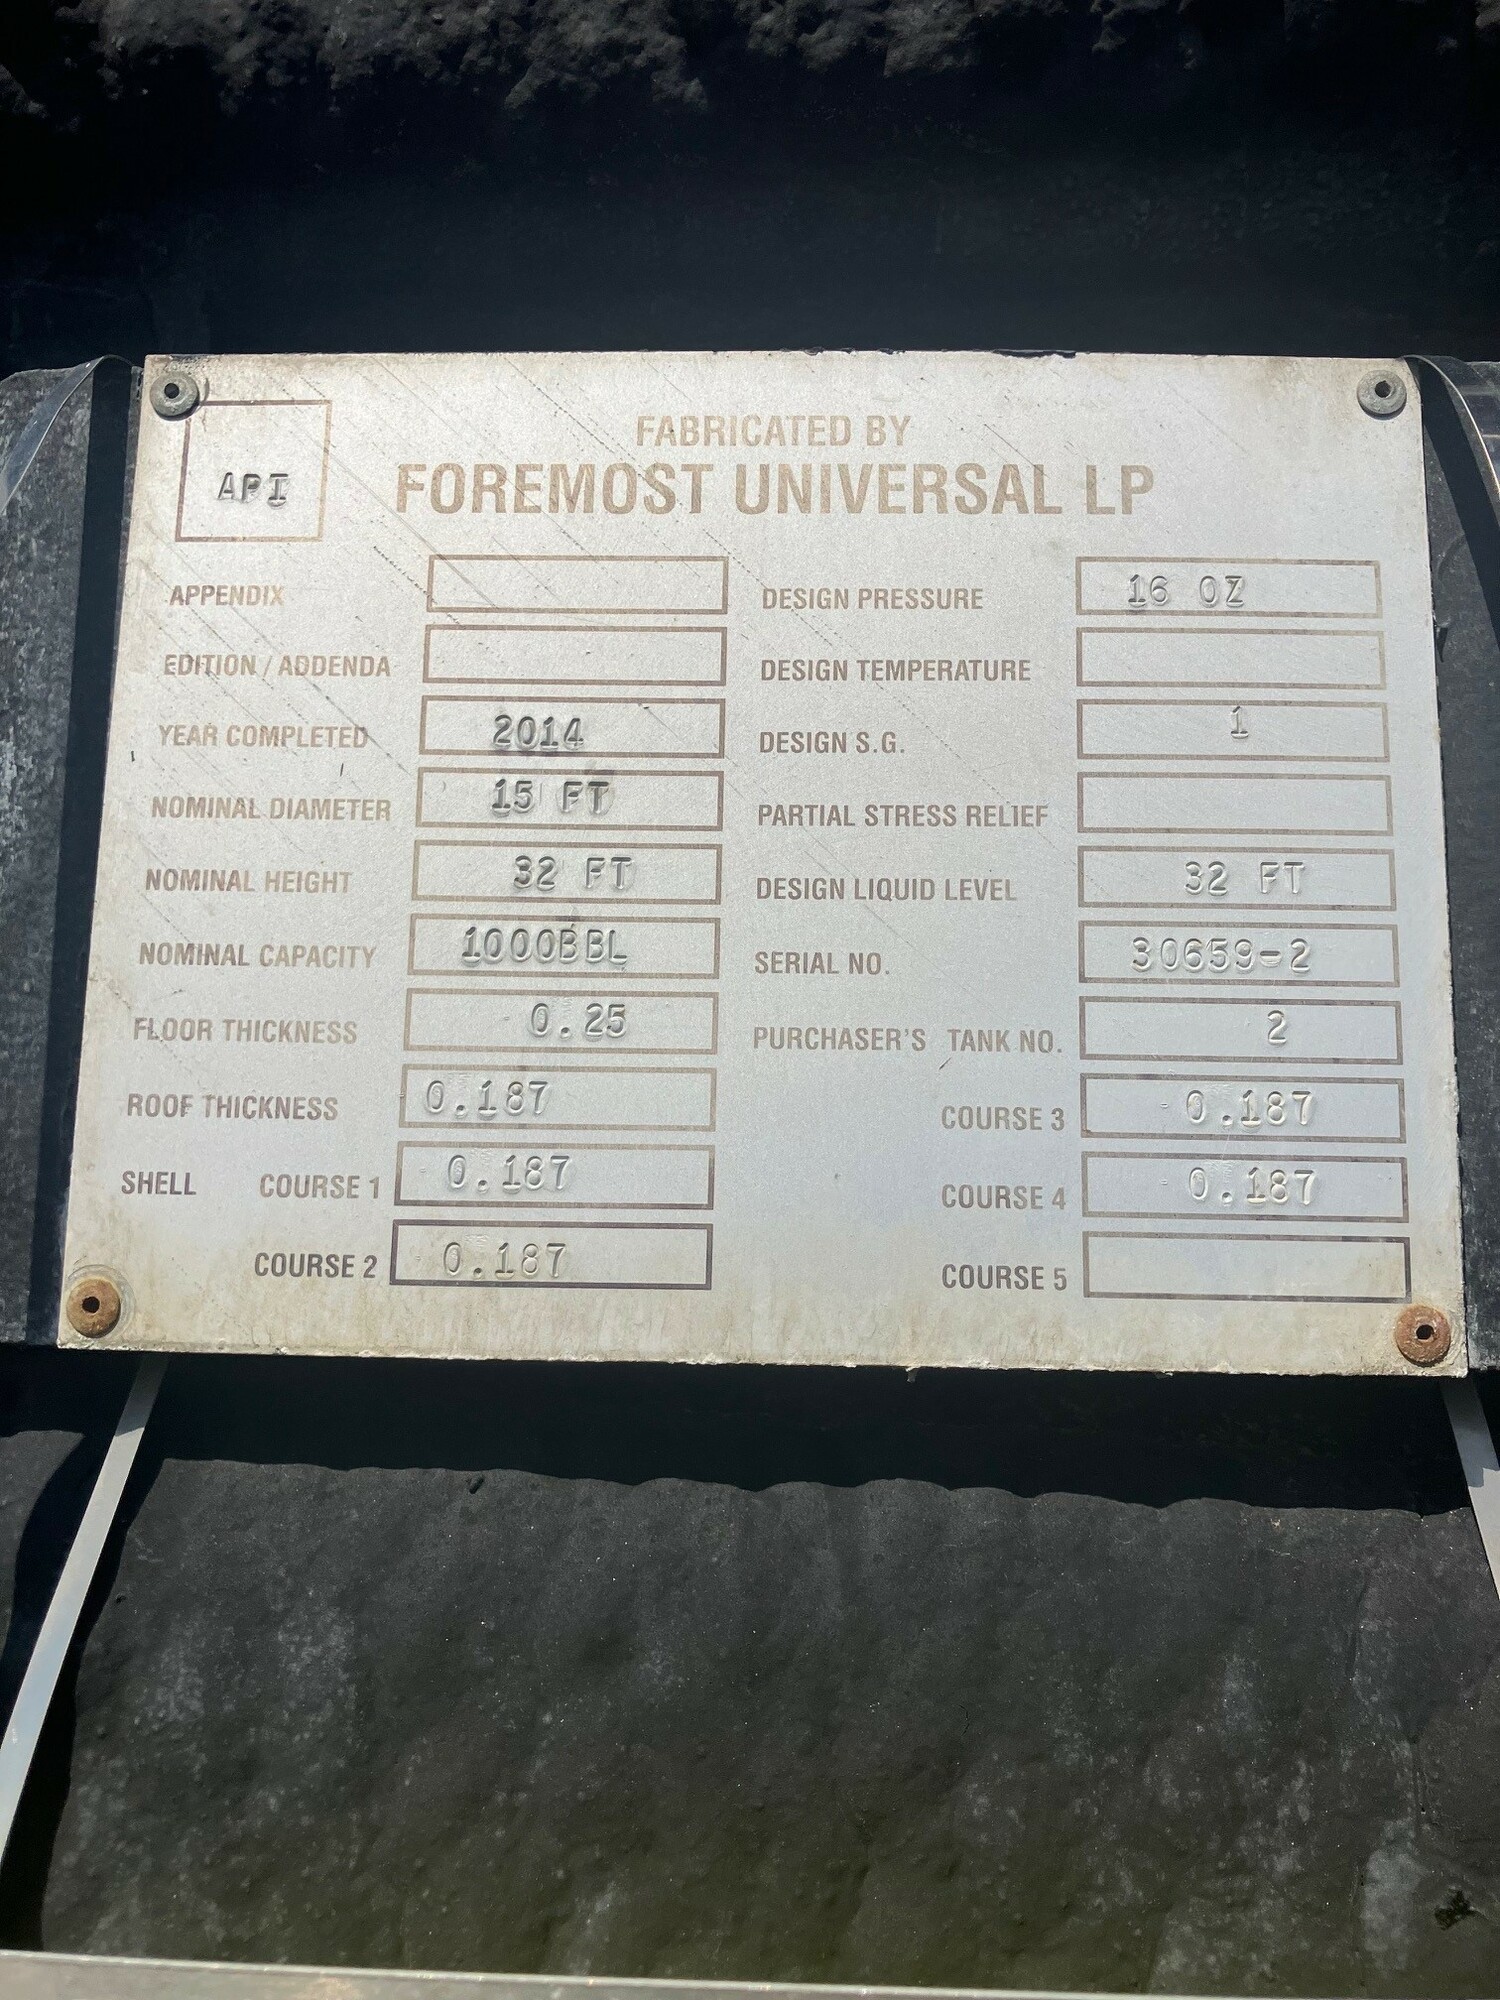 API
FABRICATED BY
FOREMOST UNIVERSAL LP
APPENDIX
DESIGN PRESSURE 16 OZ
EDITION / ADDENDA
DESIGN TEMPERATURE
YEAR COMPLETED 2014
DESIGN S.G. 1
NOMINAL DIAMETER 15 FT
PARTIAL STRESS RELIEF
NOMINAL HEIGHT 32 FT
DESIGN LIQUID LEVEL 32 FT
NOMINAL CAPACITY 1000BBL
SERIAL NO. 30659-2
FLOOR THICKNESS 0.25
PURCHASER'S TANK NO. 2
ROOF THICKNESS 0.187
COURSE 3 0.187
SHELL COURSE 1 0.187
COURSE 4 0.187
COURSE 2 0.187
COURSE 5